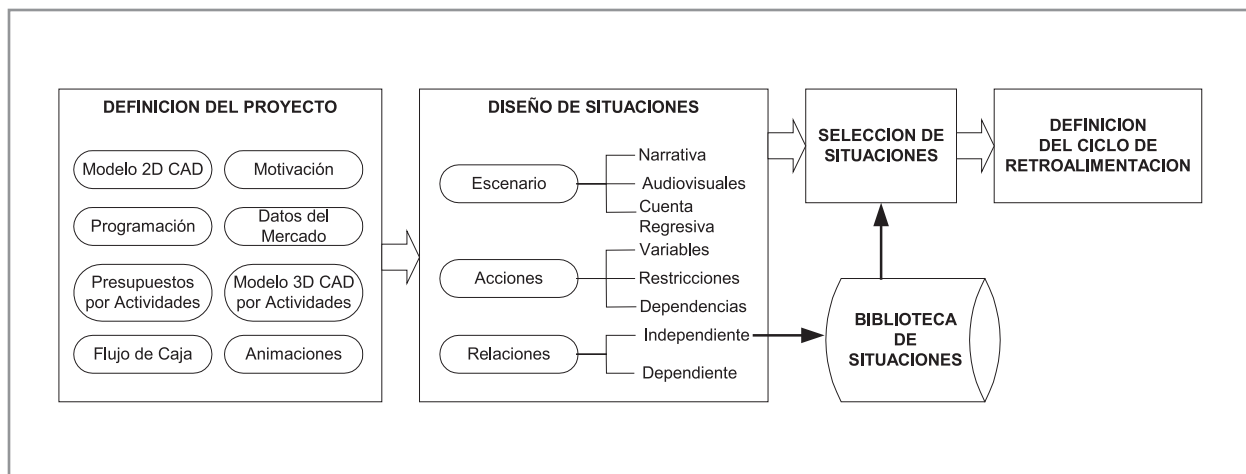 DEFINICION DEL PROYECTO
Modelo 2D CAD
Motivación
Programación
Datos del
Mercado
Presupuestos
por Actividades
Modelo 3D CAD
por Actividades
Flujo de Caja
Animaciones
DISEÑO DE SITUACIONES
Escenario
Narrativa
Audiovisuales
Cuenta
Regresiva
Acciones
Variables
Restricciones
Dependencias
Relaciones
Independiente
Dependiente
SELECCION DE
SITUACIONES
BIBLIOTECA
DE
SITUACIONES
DEFINICION
DEL CICLO DE
RETROALIMENTACION